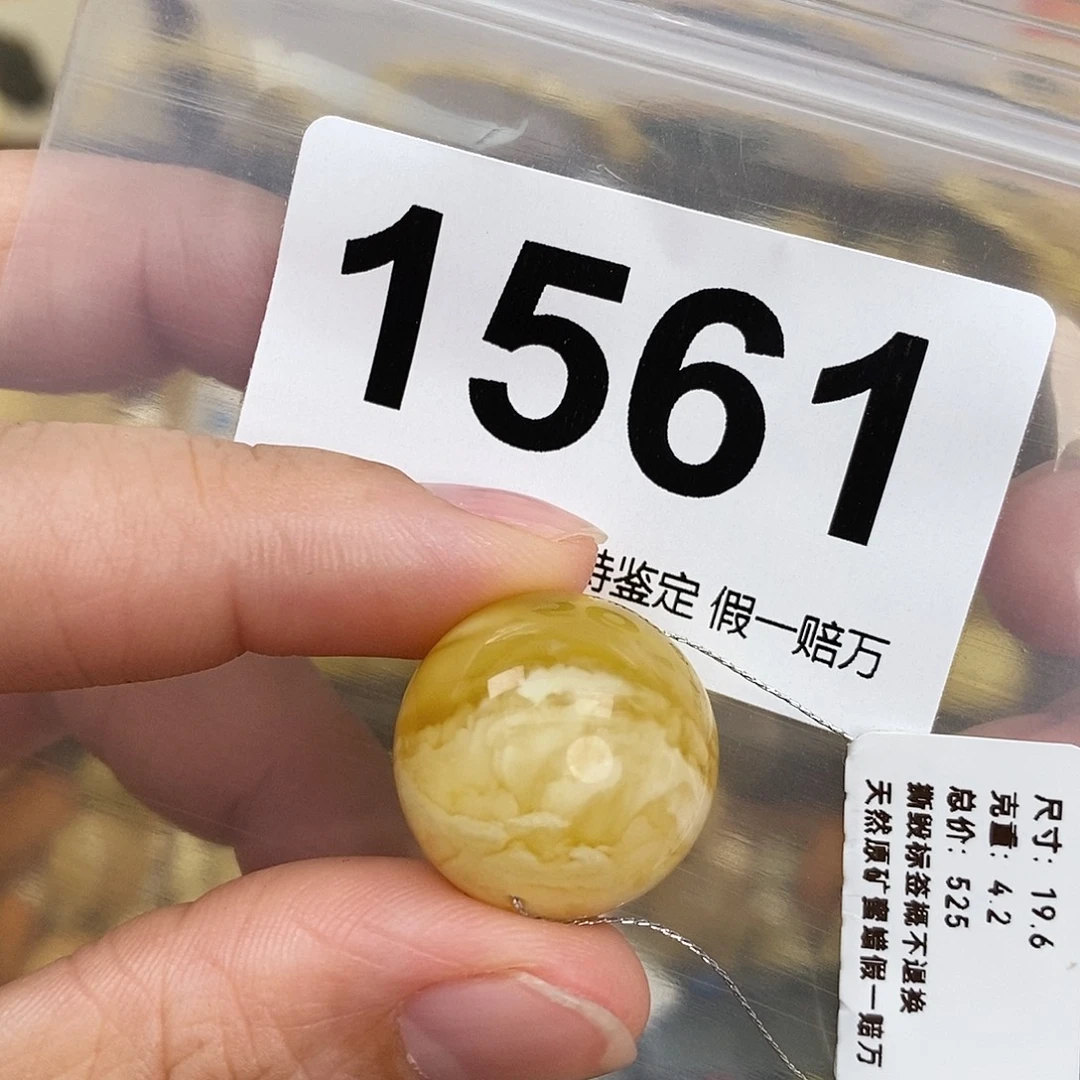 1561
持鉴定 假一赔万
尺寸: 19.6
克重: 4.2
总价: 525
撕毁标签概不退换
天然原矿蜜蜡假一赔万